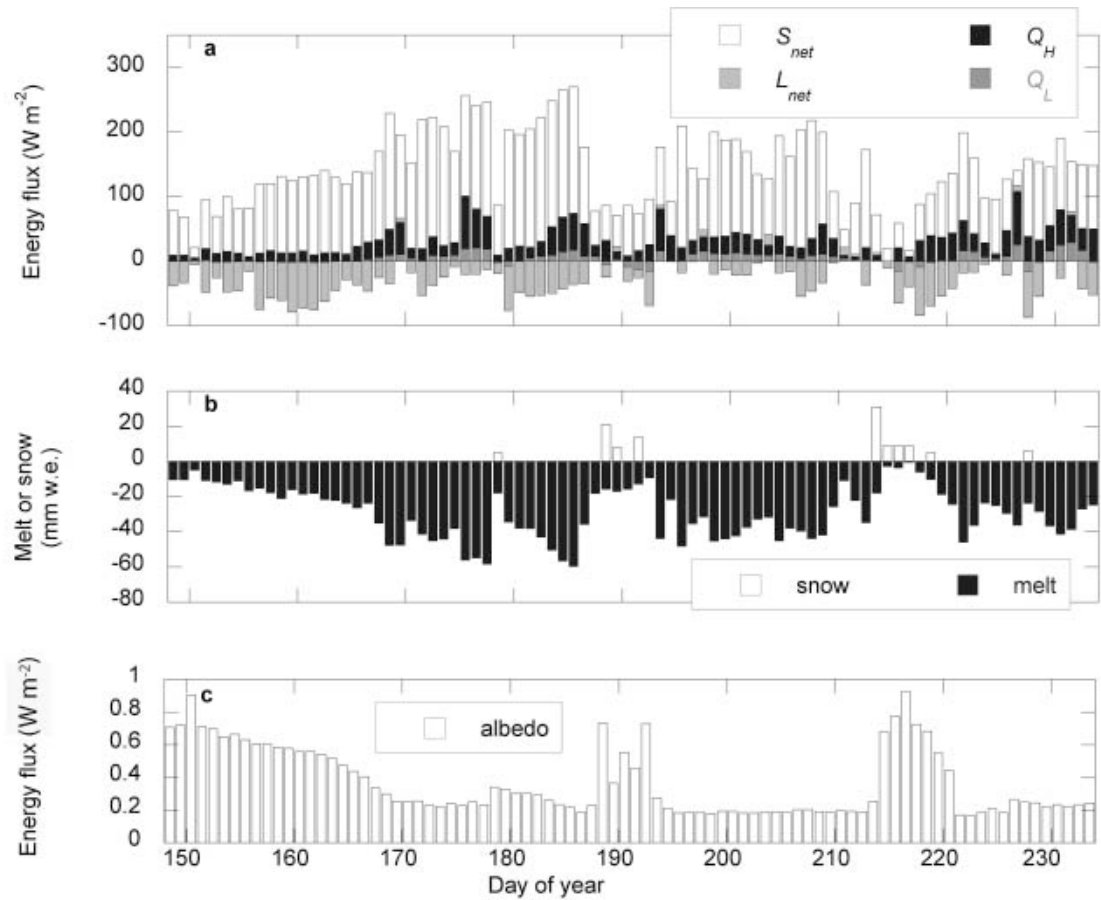 a
S_net
Q_H
L_net
Q_L
Energy flux (W m⁻²)
300
200
100
0
-100
b
Melt or snow
(mm w.e.)
40
20
0
-20
-40
-60
-80
snow
melt
c
Energy flux (W m⁻²)
1
0.8
0.6
0.4
0.2
0
albedo
150 160 170 180 190 200 210 220 230
Day of year